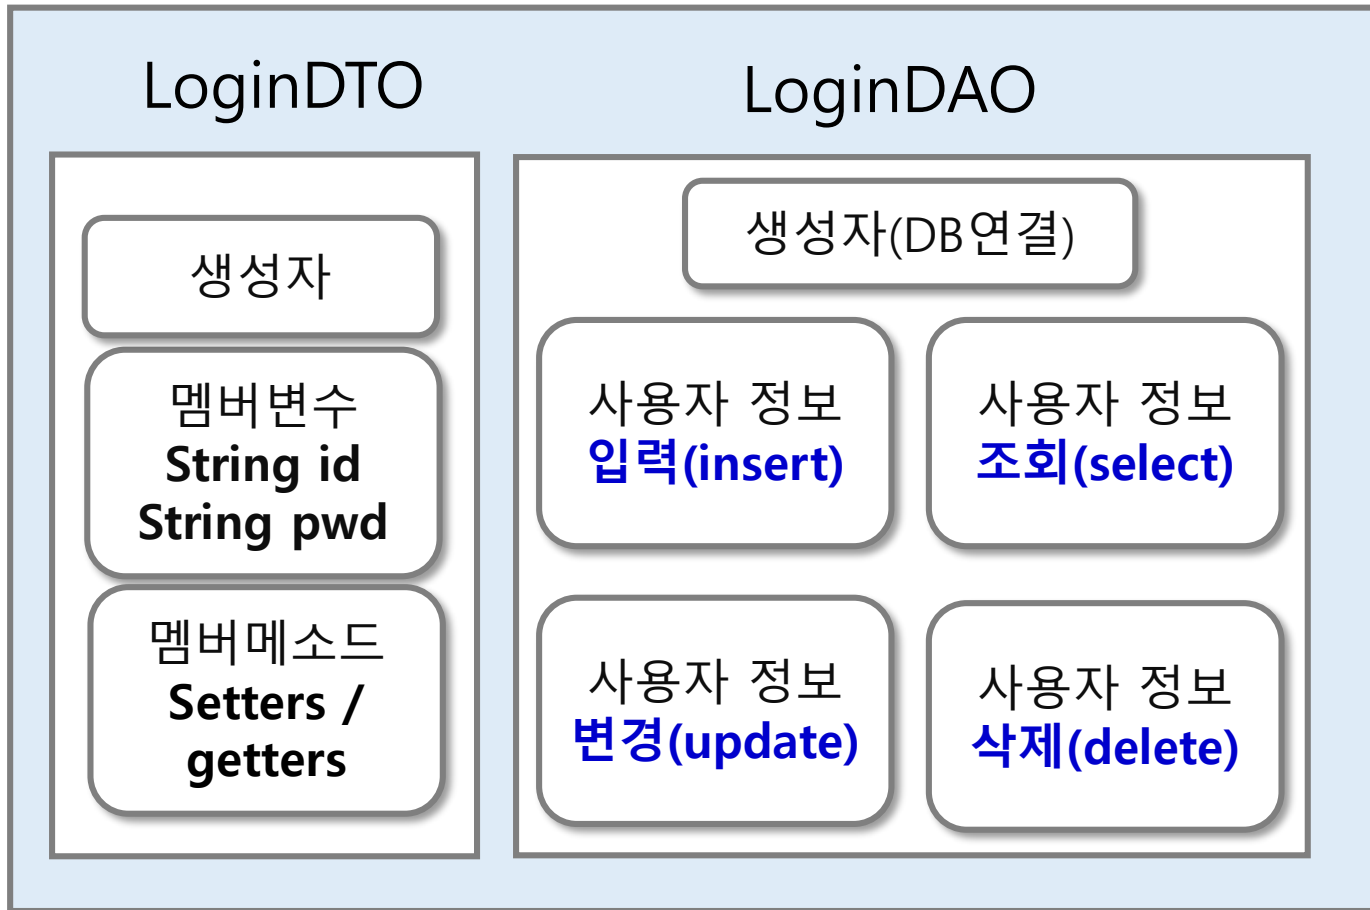 LoginDTO
생성자
멤버변수
String id
String pwd
멤버메소드
Setters /
getters
LoginDAO
생성자(DB연결)
사용자 정보
입력(insert)
사용자 정보
조회(select)
사용자 정보
변경(update)
사용자 정보
삭제(delete)